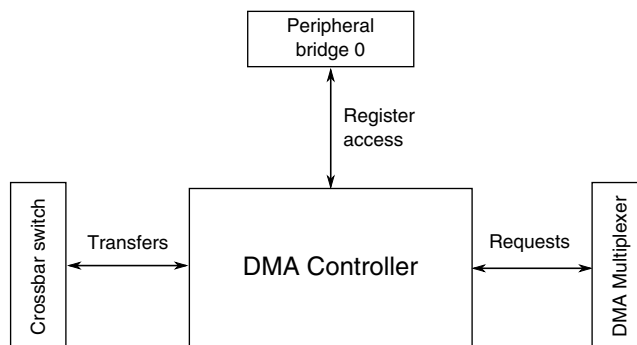 Peripheral
bridge 0
Register
access
Crossbar switch
Transfers
DMA Controller
Requests
DMA Multiplexer